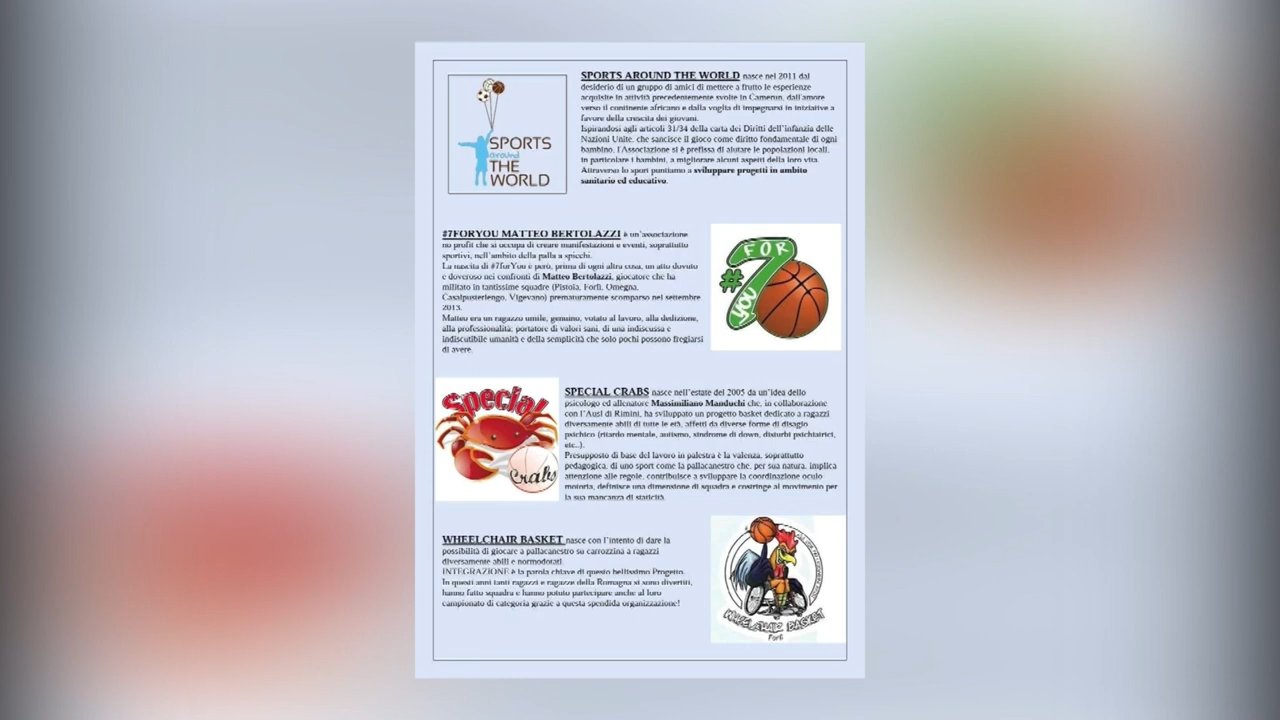 SPORTS
around
THE
WORLD
SPORTS AROUND THE WORLD nasce nel 2011 dal
desiderio di un gruppo di amici di mettere a frutto le esperienze
acquisite in attività precedentemente svolte in Camerun, dall'amore
verso il continente africano e dalla voglia di impegnarsi in iniziative a
favore della crescita dei giovani.
Ispirandosi agli articoli 31/34 della carta dei Diritti dell'infanzia delle
Nazioni Unite, che sancisce il gioco come diritto fondamentale di ogni
bambino, l'Associazione si è prefissa di aiutare le popolazioni locali,
in particolare i bambini, a migliorare alcuni aspetti della loro vita.
Attraverso lo sport puntiamo a sviluppare progetti in ambito
sanitario ed educativo.
#7FORYOU MATTEO BERTOLAZZI è un'associazione
no profit che si occupa di creare manifestazioni e eventi, soprattutto
sportivi, nell'ambito della palla a spicchi.
La nascita di #7forYou è però, prima di ogni altra cosa, un atto dovuto
e doveroso nei confronti di Matteo Bertolazzi, giocatore che ha
militato in tantissime squadre (Pistoia, Forlì, Omegna,
Casalpusterlengo, Vigevano) prematuramente scomparso nel settembre
2013.
Matteo era un ragazzo umile, genuino, votato al lavoro, alla dedizione,
alla professionalità; portatore di valori sani, di una indiscussa e
indiscutibile umanità e della semplicità che solo pochi possono fregiarsi
di avere.
#7 FOR YOU
Special
Crabs
SPECIAL CRABS nasce nell'estate del 2005 da un'idea dello
psicologo ed allenatore Massimiliano Manduchi che, in collaborazione
con l'Ausl di Rimini, ha sviluppato un progetto basket dedicato a ragazzi
diversamente abili di tutte le età, affetti da diverse forme di disagio
psichico (ritardo mentale, autismo, sindrome di down, disturbi psichiatrici,
etc..).
Presupposto di base del lavoro in palestra è la valenza, soprattutto
pedagogica, di uno sport come la pallacanestro che, per sua natura, implica
attenzione alle regole, contribuisce a sviluppare la coordinazione oculo
motoria, definisce una dimensione di squadra e costringe al movimento per
la sua mancanza di staticità.
WHEELCHAIR BASKET nasce con l'intento di dare la
possibilità di giocare a pallacanestro su carrozzina a ragazzi
diversamente abili e normodotati.
INTEGRAZIONE è la parola chiave di questo bellissimo Progetto.
In questi anni tanti ragazzi e ragazze della Romagna si sono divertiti,
hanno fatto squadra e hanno potuto partecipare anche al loro
campionato di categoria grazie a questa spendida organizzazione!
WHEELCHAIR BASKET
Forlì